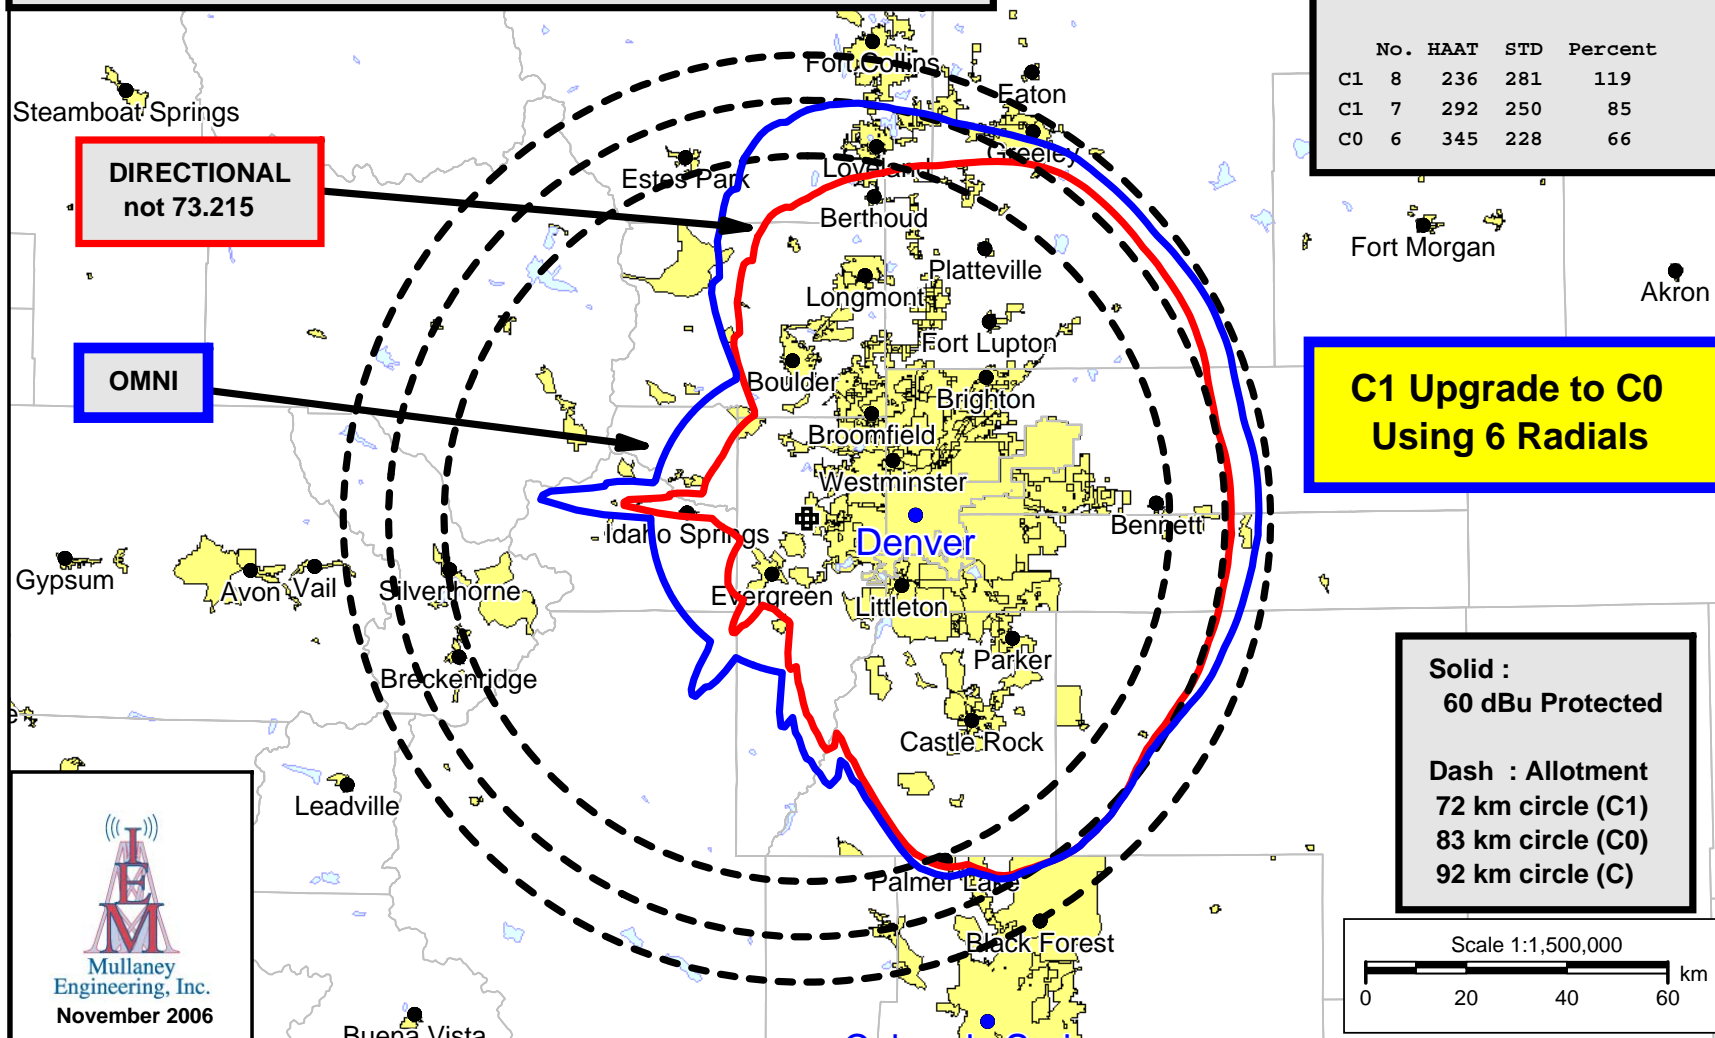 No. HAAT STD Percent
C1 8 236 281 119
C1 7 292 250 85
C0 6 345 228 66
Fort Collins
Eaton
Steamboat Springs
DIRECTIONAL
not 73.215
Estes Park
Loveland
Greeley
Berthoud
Fort Morgan
Platteville
Akron
Longmont
Fort Lupton
OMNI
Boulder
Brighton
C1 Upgrade to C0
Using 6 Radials
Broomfield
Westminster
Idaho Springs
Denver
Bennett
Gypsum
Avon
Vail
Silverthorne
Evergreen
Littleton
Parker
Breckenridge
Castle Rock
Solid :
60 dBu Protected
Dash : Allotment
72 km circle (C1)
83 km circle (C0)
92 km circle (C)
Leadville
Palmer Lake
Black Forest
IEM
Mullaney
Engineering, Inc.
November 2006
Scale 1:1,500,000
km
0 20 40 60
Buena Vista